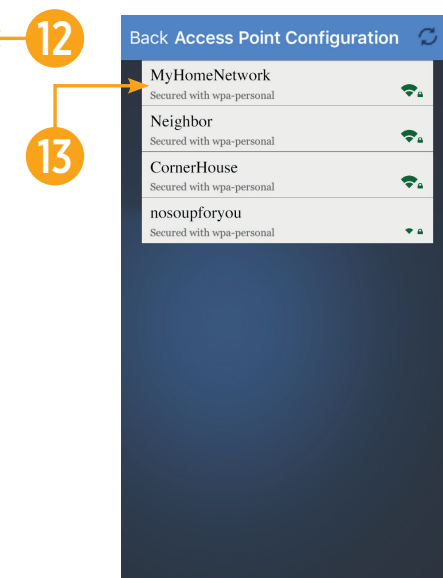 12
Back Access Point Configuration
MyHomeNetwork
Secured with wpa-personal
13
Neighbor
Secured with wpa-personal
CornerHouse
Secured with wpa-personal
nosoupforyou
Secured with wpa-personal